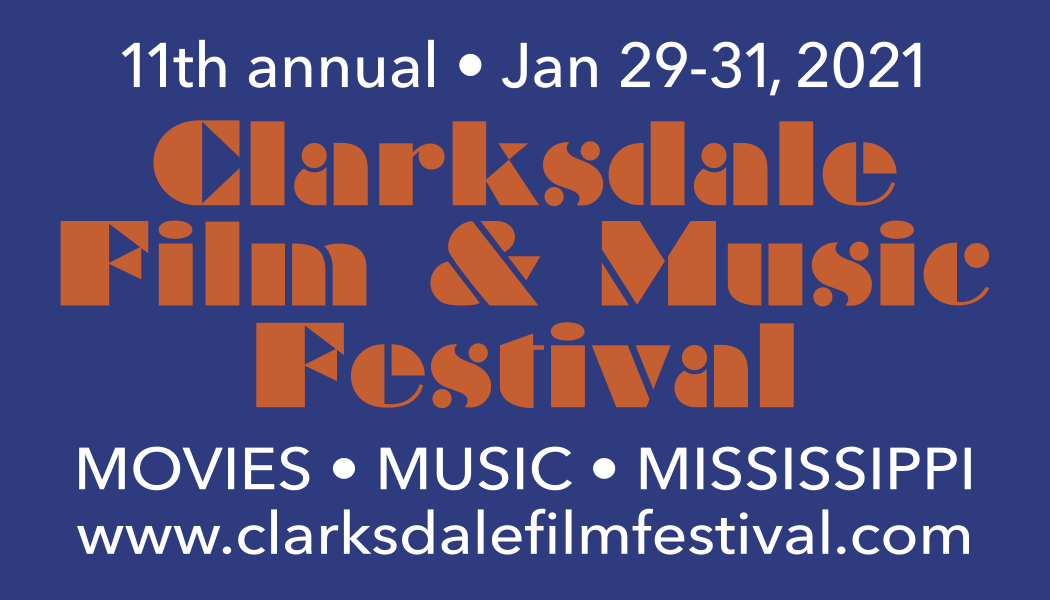 11th annual • Jan 29-31, 2021
Clarksdale
Film & Music
Festival
MOVIES • MUSIC • MISSISSIPPI
www.clarksdalefilmfestival.com